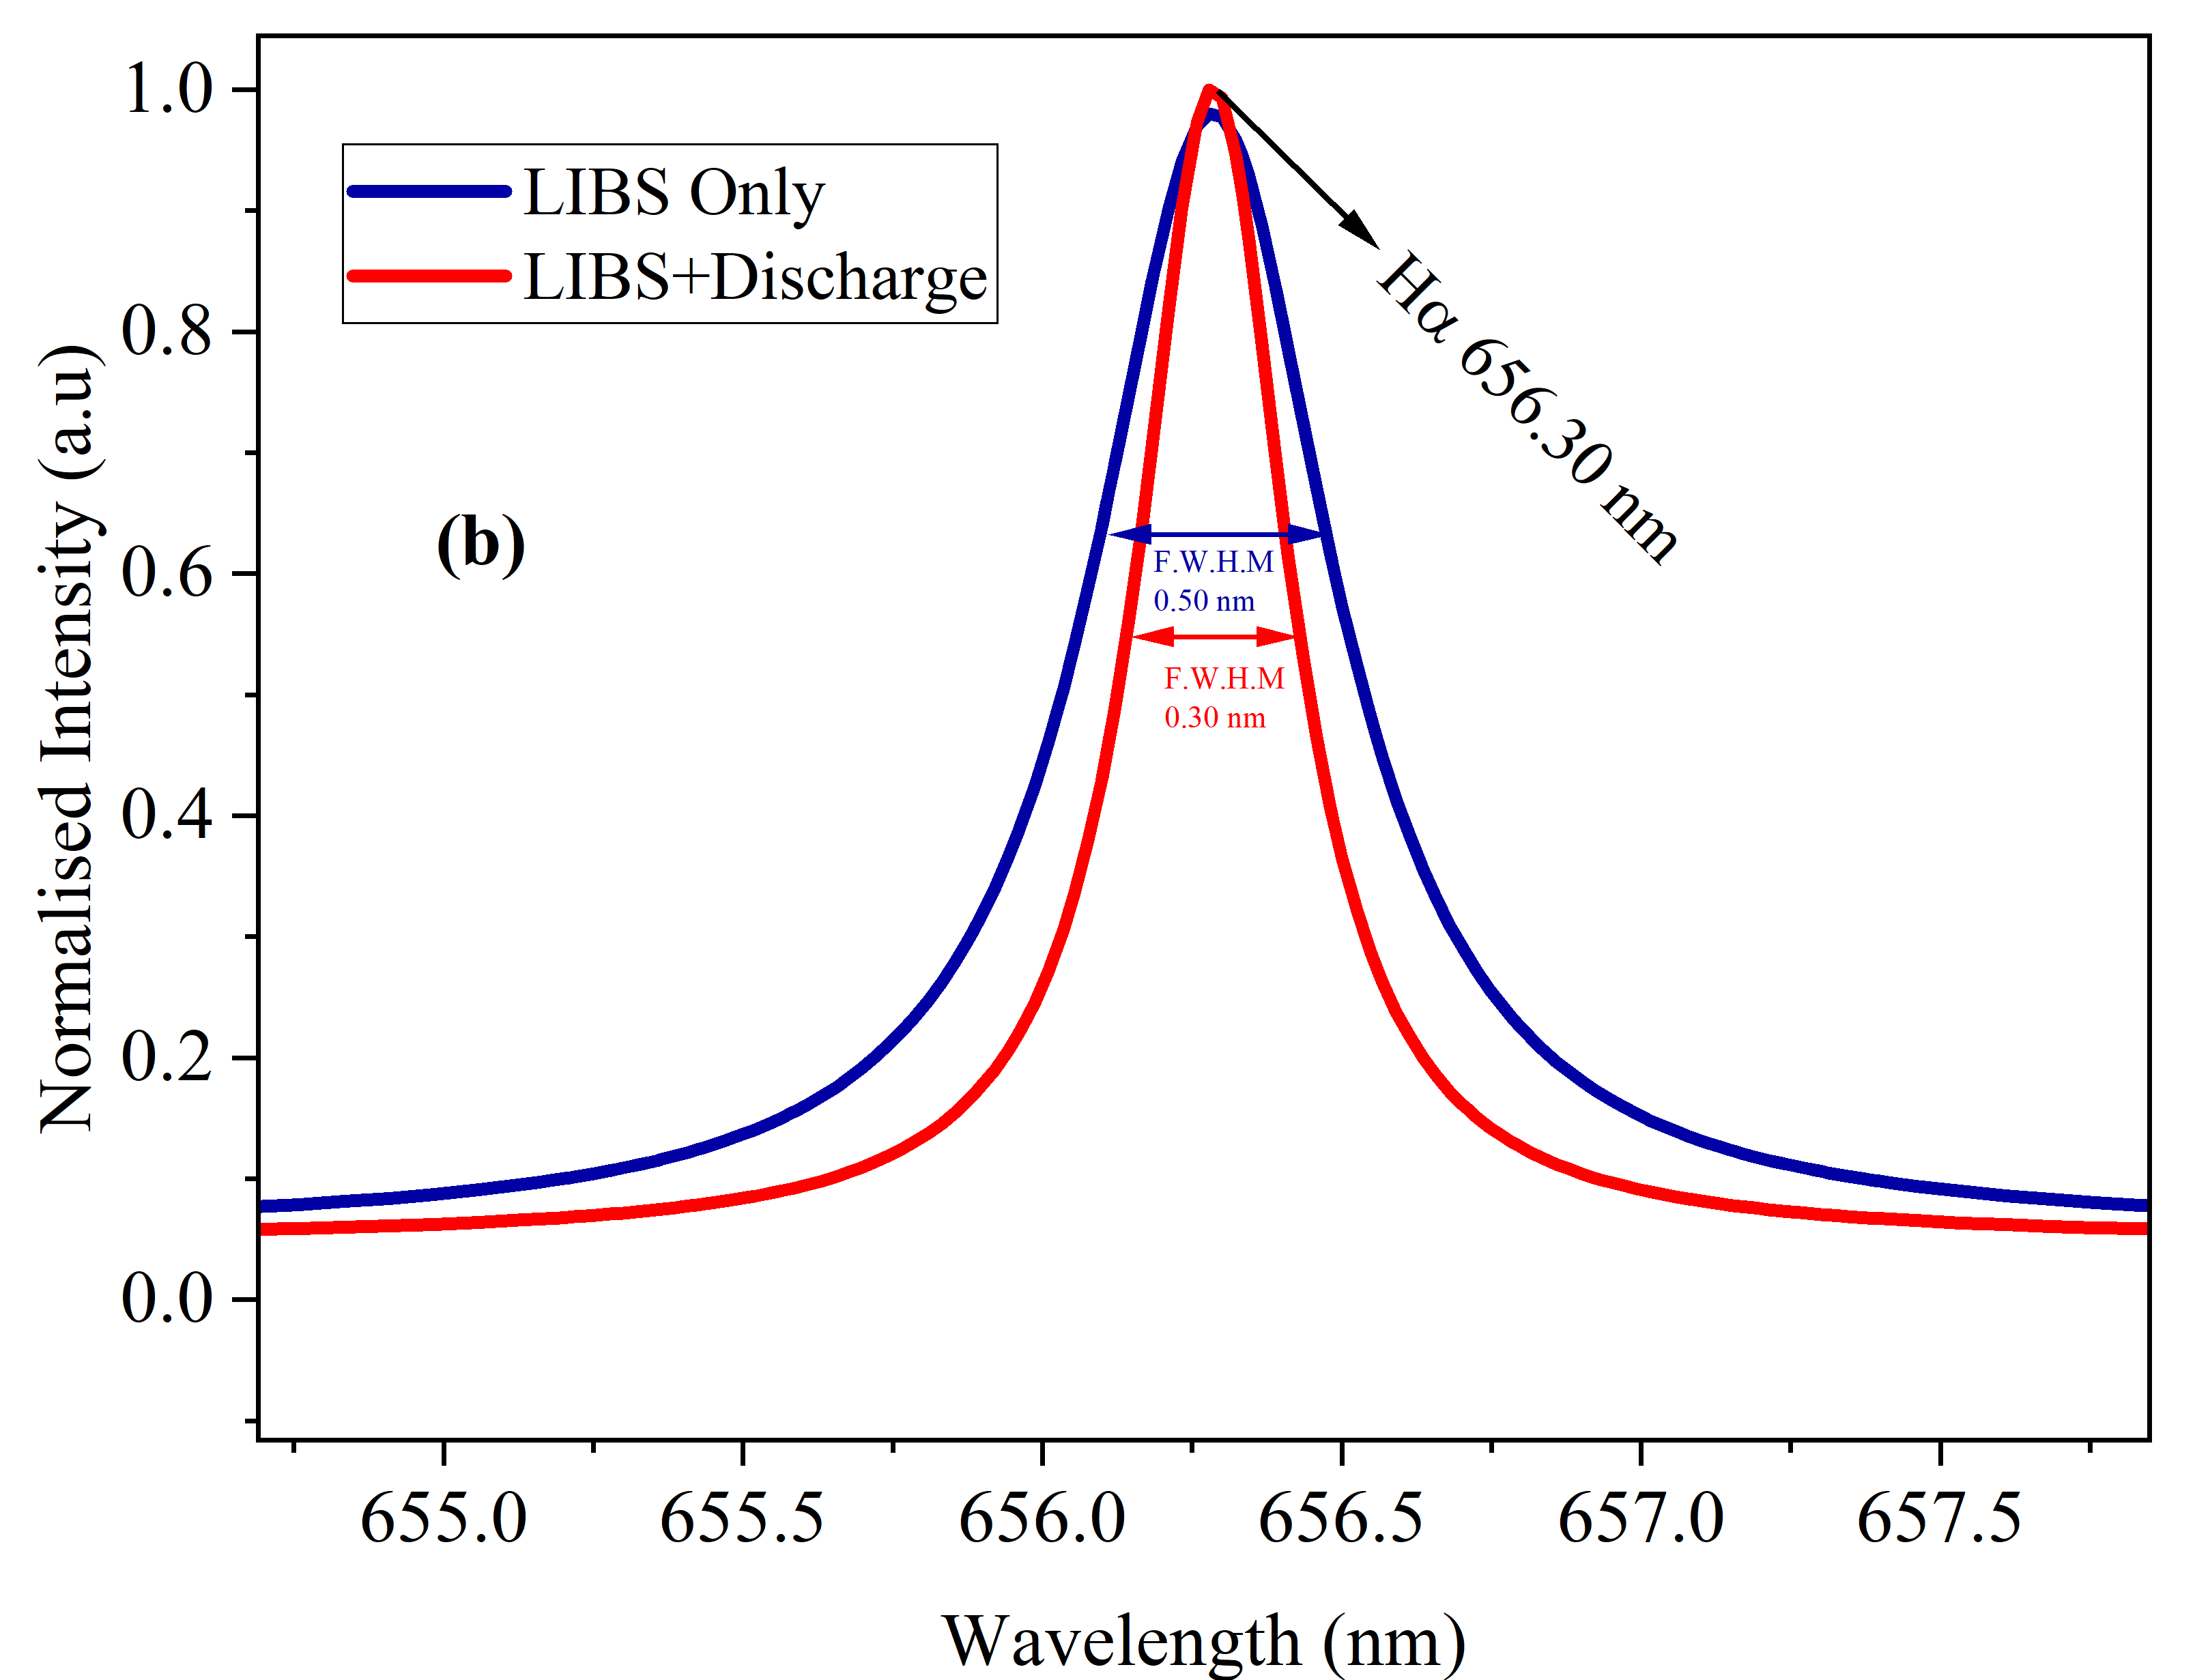 1.0
0.8
0.6
0.4
0.2
0.0
Normalised Intensity (a.u)
LIBS Only
LIBS+Discharge
(b)
Hα 656.30 nm
F.W.H.M
0.50 nm
F.W.H.M
0.30 nm
655.0 655.5 656.0 656.5 657.0 657.5
Wavelength (nm)